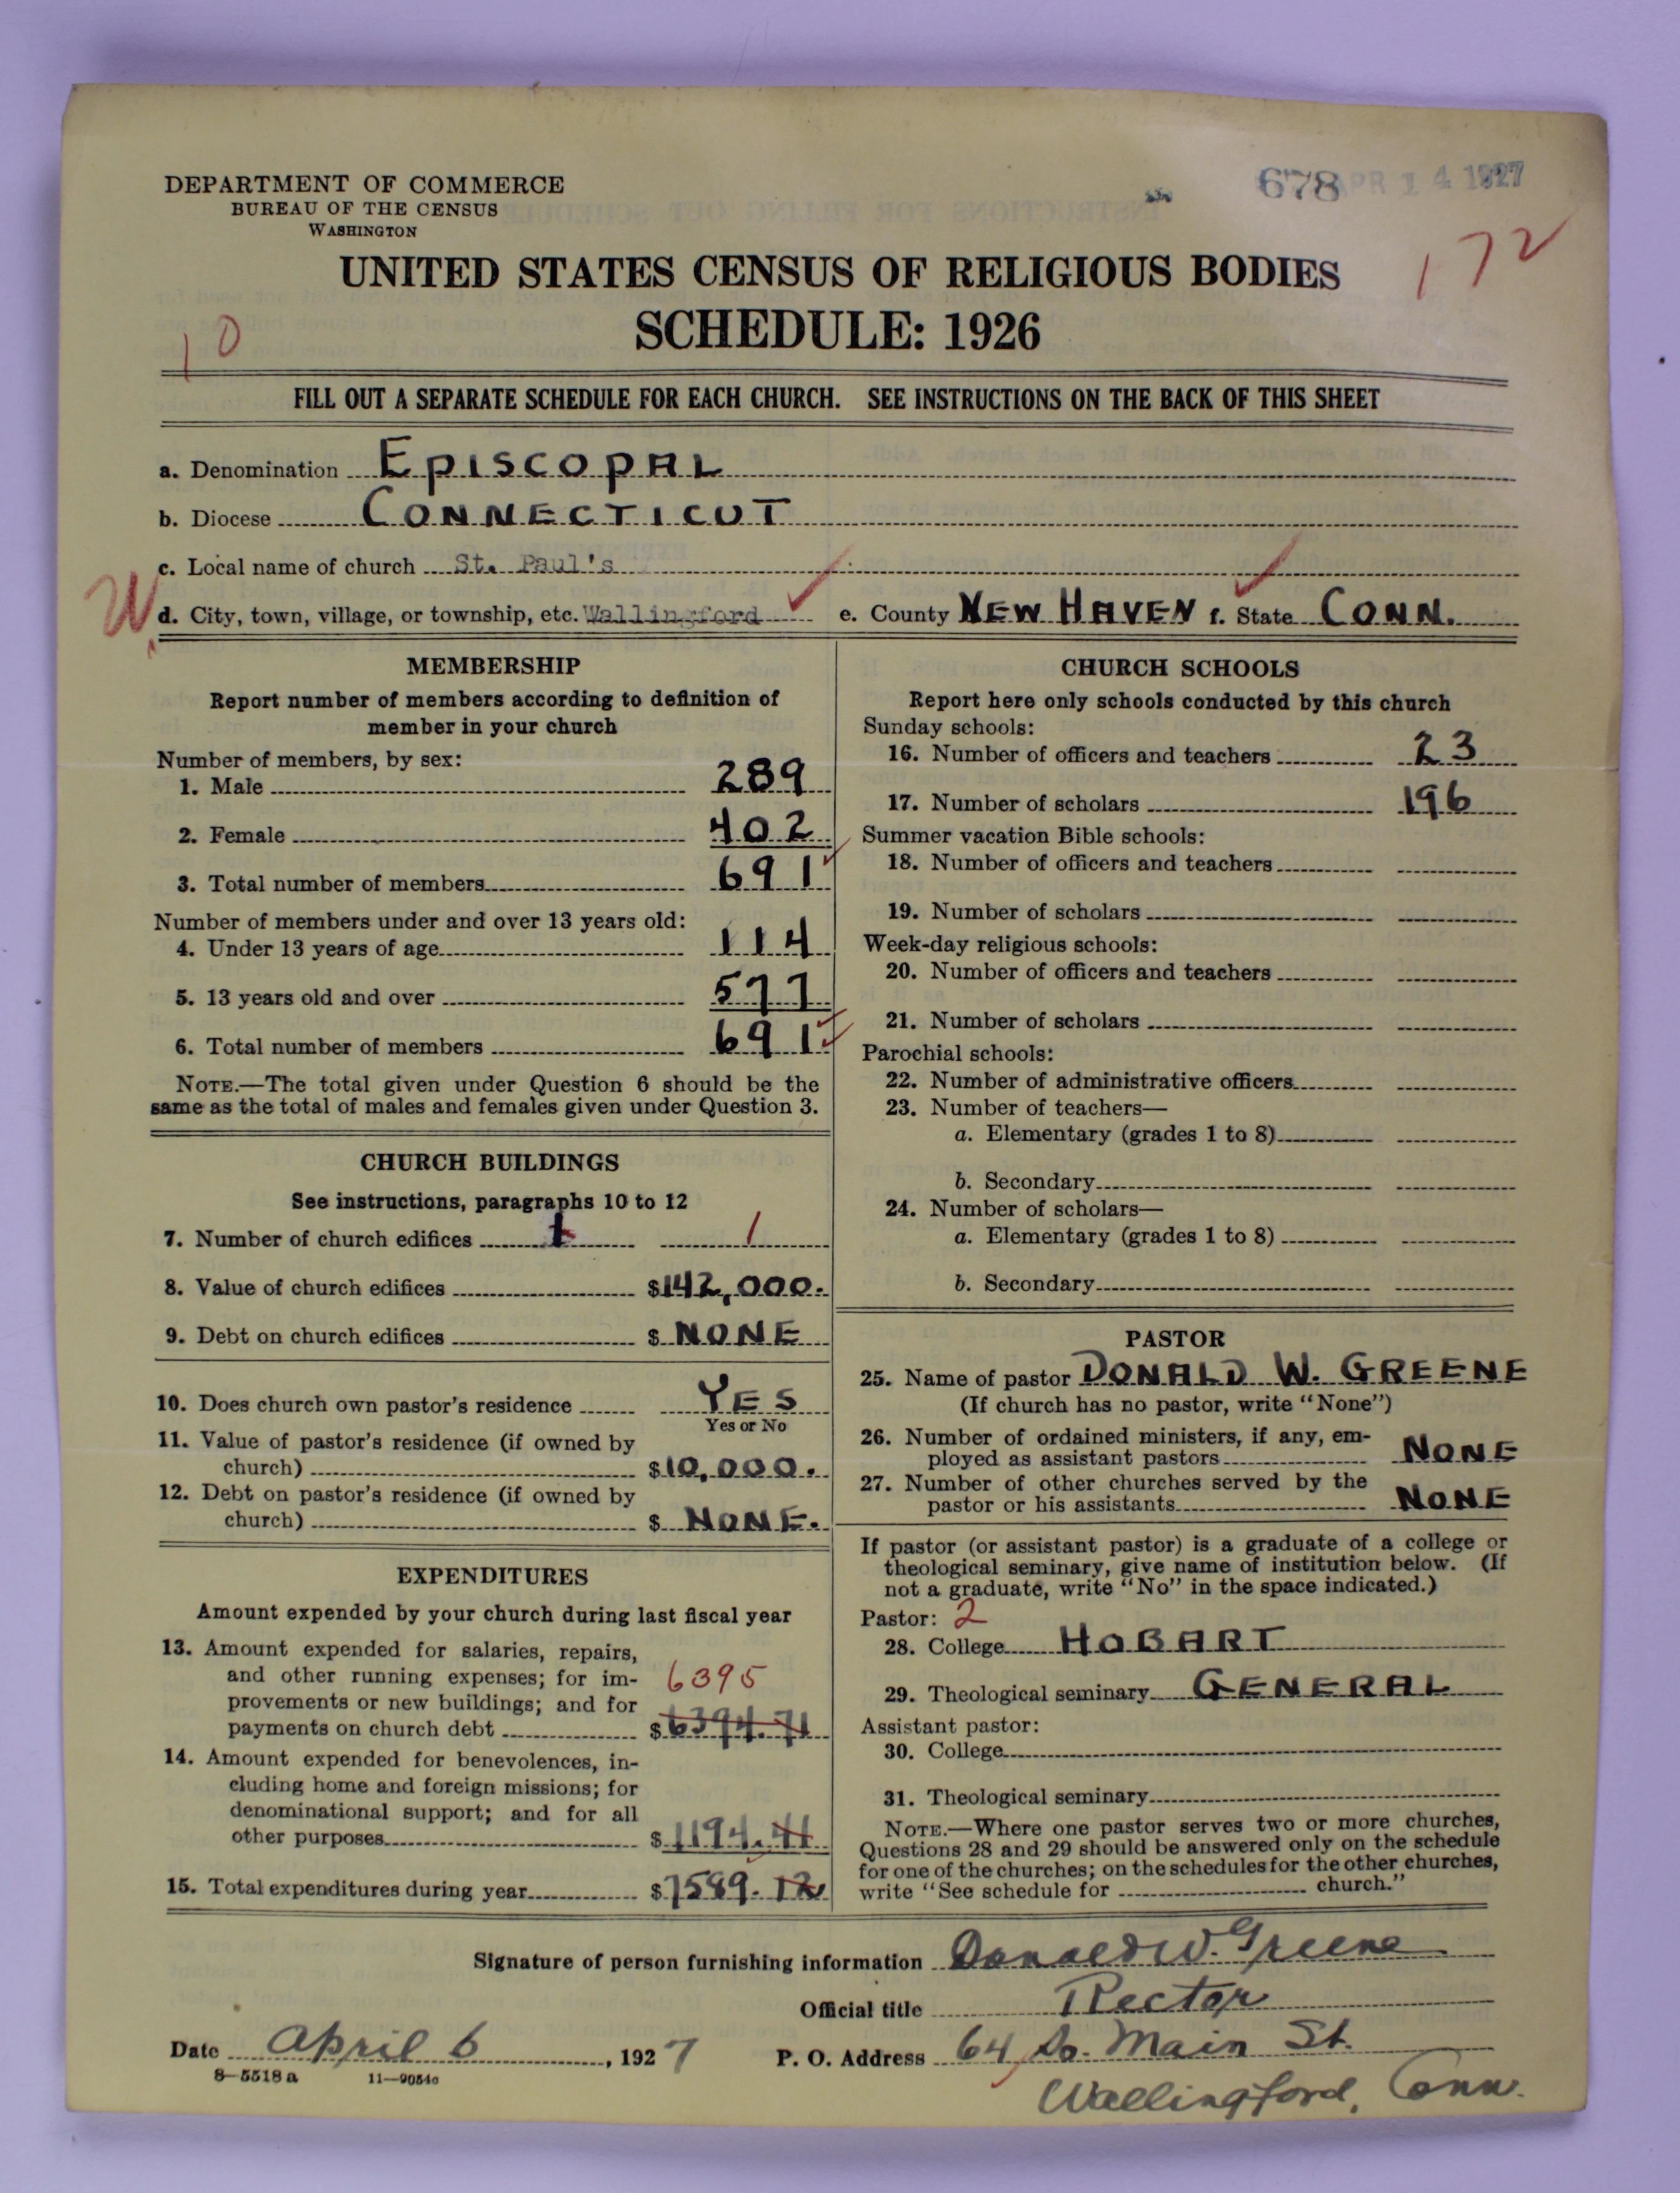 678 APR 14 1927
DEPARTMENT OF COMMERCE
BUREAU OF THE CENSUS
WASHINGTON
172
UNITED STATES CENSUS OF RELIGIOUS BODIES
SCHEDULE: 1926
10
FILL OUT A SEPARATE SCHEDULE FOR EACH CHURCH. SEE INSTRUCTIONS ON THE BACK OF THIS SHEET
a. Denomination EPISCOPAL
b. Diocese CONNECTICUT
c. Local name of church St. Paul's
W d. City, town, village, or township, etc. Wallingford e. County NEW HAVEN f. State CONN.
MEMBERSHIP
Report number of members according to definition of
member in your church
Number of members, by sex:
1. Male 289
2. Female 402
3. Total number of members 691
Number of members under and over 13 years old:
4. Under 13 years of age 114
5. 13 years old and over 577
6. Total number of members 691
NOTE.—The total given under Question 6 should be the
same as the total of males and females given under Question 3.
CHURCH BUILDINGS
See instructions, paragraphs 10 to 12
7. Number of church edifices 1 1
8. Value of church edifices $142,000.
9. Debt on church edifices $ NONE
10. Does church own pastor's residence YES
Yes or No
11. Value of pastor's residence (if owned by
church) $10,000.
12. Debt on pastor's residence (if owned by
church) $ NONE.
EXPENDITURES
Amount expended by your church during last fiscal year
13. Amount expended for salaries, repairs,
and other running expenses; for im- 6395
provements or new buildings; and for
payments on church debt $6394.71
14. Amount expended for benevolences, in-
cluding home and foreign missions; for
denominational support; and for all
other purposes $1194.41
15. Total expenditures during year $7589.12
CHURCH SCHOOLS
Report here only schools conducted by this church
Sunday schools:
16. Number of officers and teachers 23
17. Number of scholars 196
Summer vacation Bible schools:
18. Number of officers and teachers
19. Number of scholars
Week-day religious schools:
20. Number of officers and teachers
21. Number of scholars
Parochial schools:
22. Number of administrative officers
23. Number of teachers—
a. Elementary (grades 1 to 8)
b. Secondary
24. Number of scholars—
a. Elementary (grades 1 to 8)
b. Secondary
PASTOR
25. Name of pastor DONALD W. GREENE
(If church has no pastor, write "None")
26. Number of ordained ministers, if any, em-
ployed as assistant pastors NONE
27. Number of other churches served by the
pastor or his assistants NONE
If pastor (or assistant pastor) is a graduate of a college or
theological seminary, give name of institution below. (If
not a graduate, write "No" in the space indicated.)
Pastor: 2
28. College HOBART
29. Theological seminary GENERAL
Assistant pastor:
30. College
31. Theological seminary
NOTE.—Where one pastor serves two or more churches,
Questions 28 and 29 should be answered only on the schedule
for one of the churches; on the schedules for the other churches,
write "See schedule for church."
Signature of person furnishing information Donald W. Greene
Official title Rector
Date April 6, 1927 P. O. Address 64 So. Main St.
8—5518a 11—9054a
Wallingford, Conn.